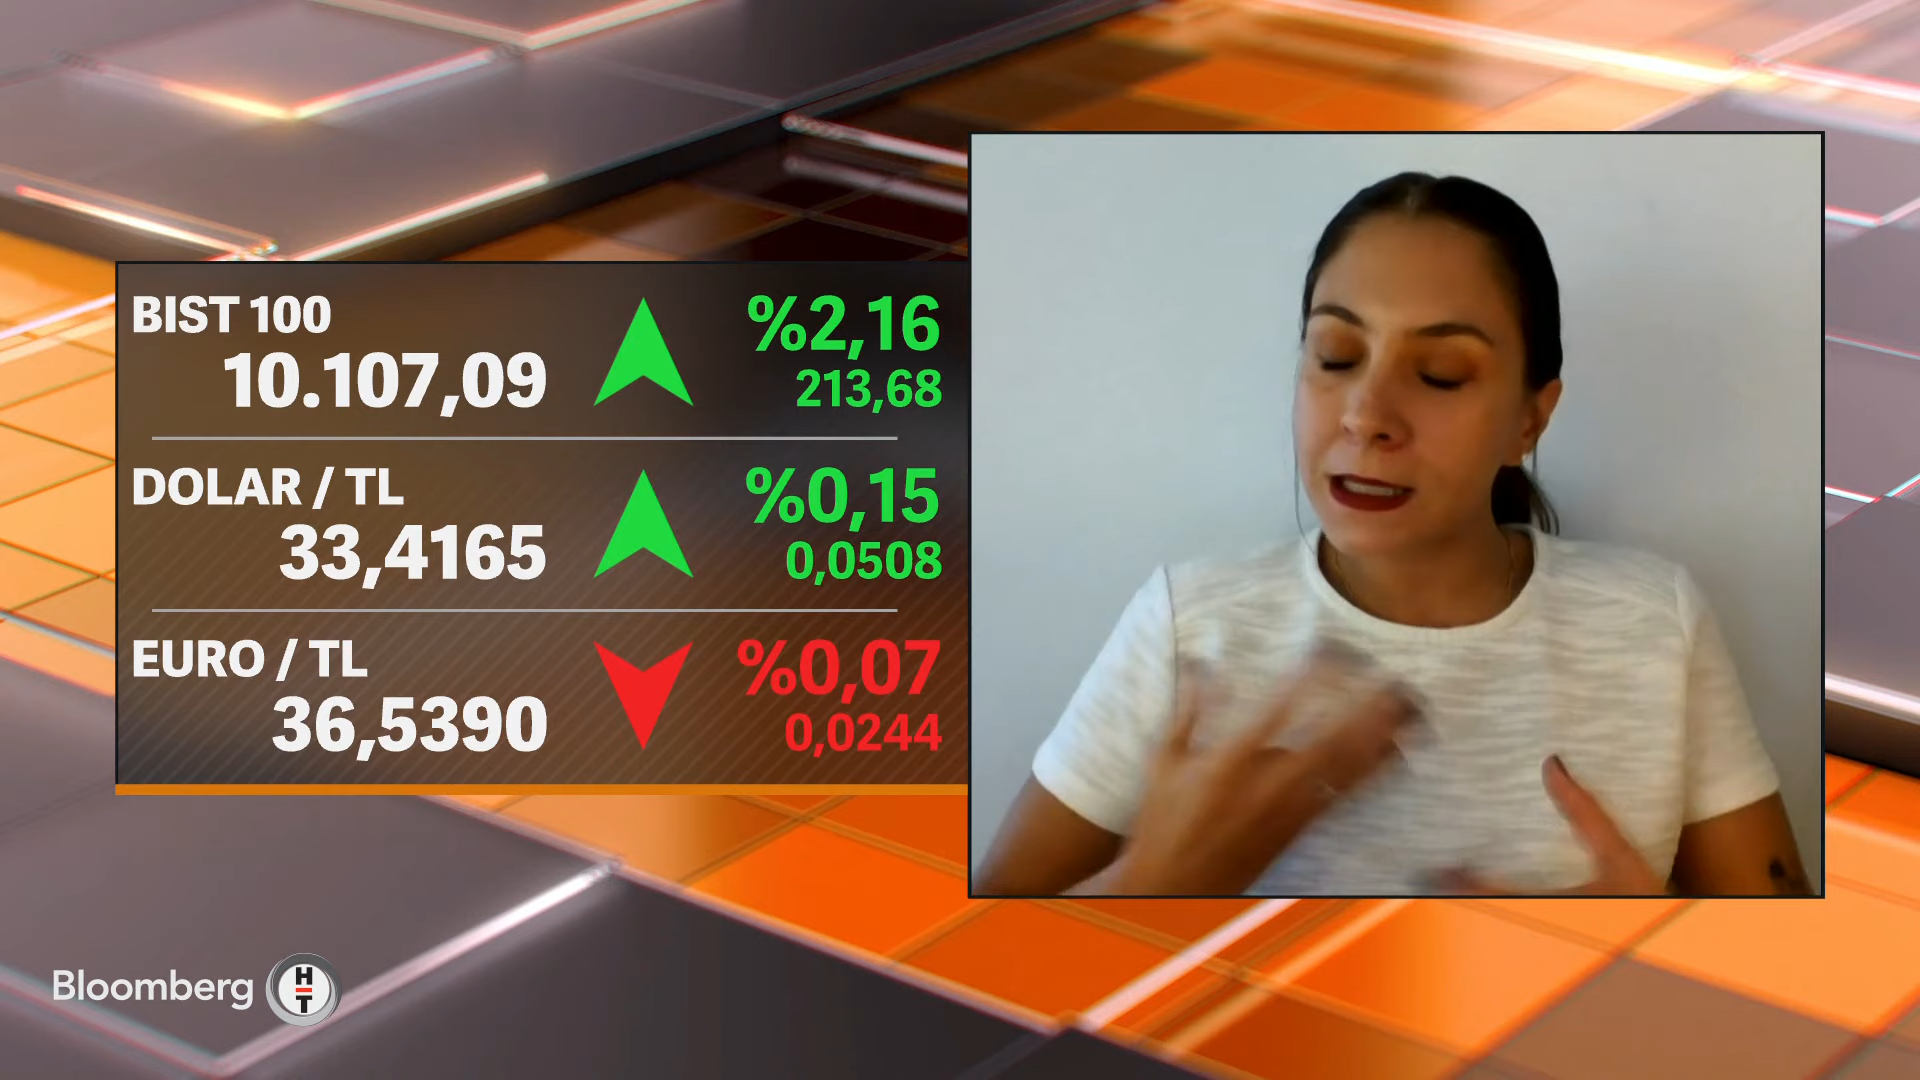 BIST 100
10.107,09
%2,16
213,68
DOLAR / TL
33,4165
%0,15
0,0508
EURO / TL
36,5390
%0,07
0,0244
Bloomberg HT